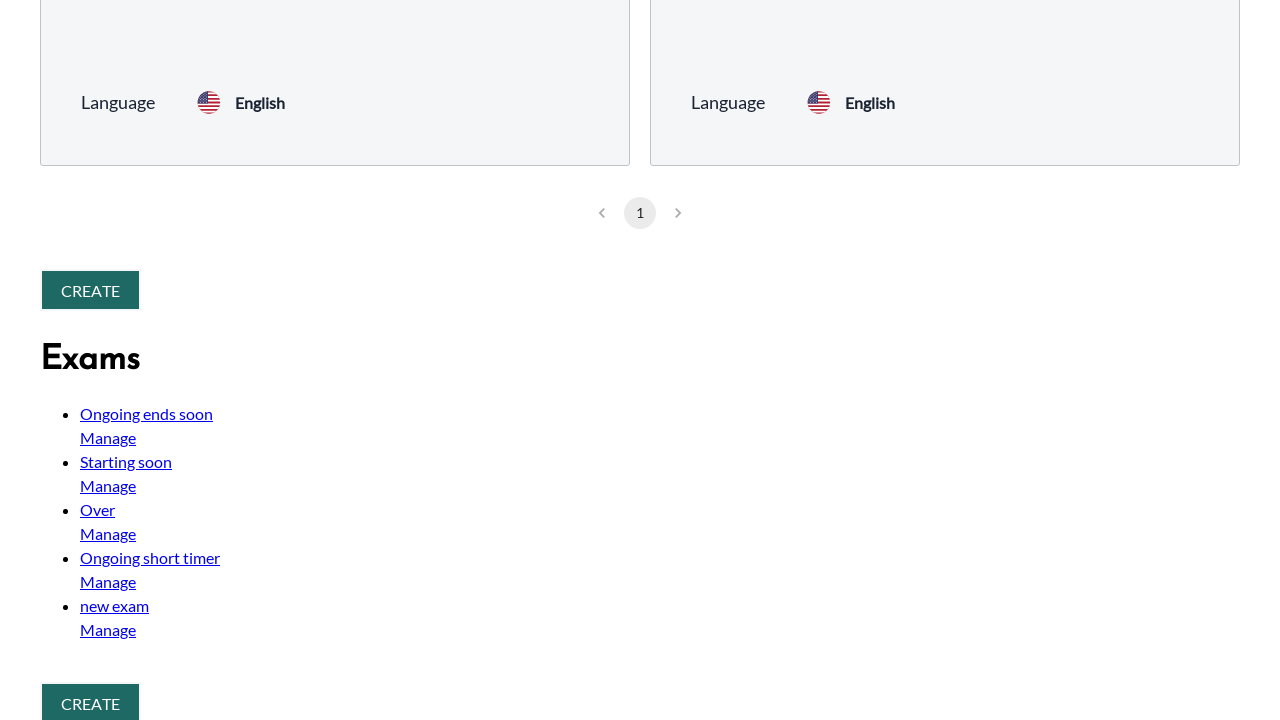 Language English
Language English
1
CREATE
Exams
Ongoing ends soon
Manage
Starting soon
Manage
Over
Manage
Ongoing short timer
Manage
new exam
Manage
CREATE